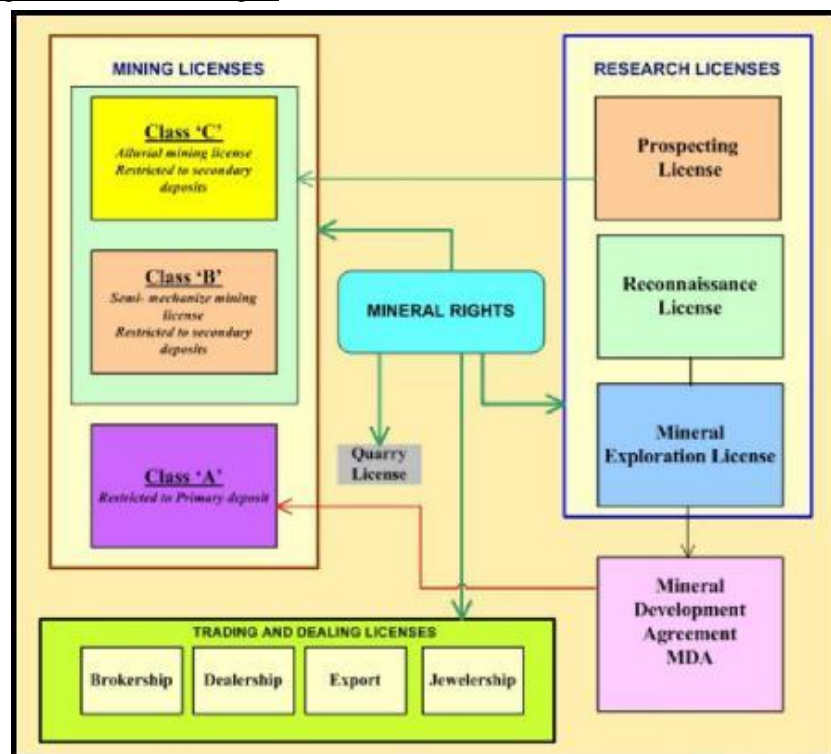 MINING LICENSES
Class ‘C’
Alluvial mining license
Restricted to secondary
deposits
Class ‘B’
Semi- mechanize mining
license
Restricted to secondary
deposits
Class ‘A’
Restricted to Primary deposit
MINERAL RIGHTS
Quarry
License
RESEARCH LICENSES
Prospecting
License
Reconnaissance
License
Mineral
Exploration License
Mineral
Development
Agreement
MDA
TRADING AND DEALING LICENSES
Brokership
Dealership
Export
Jewelership